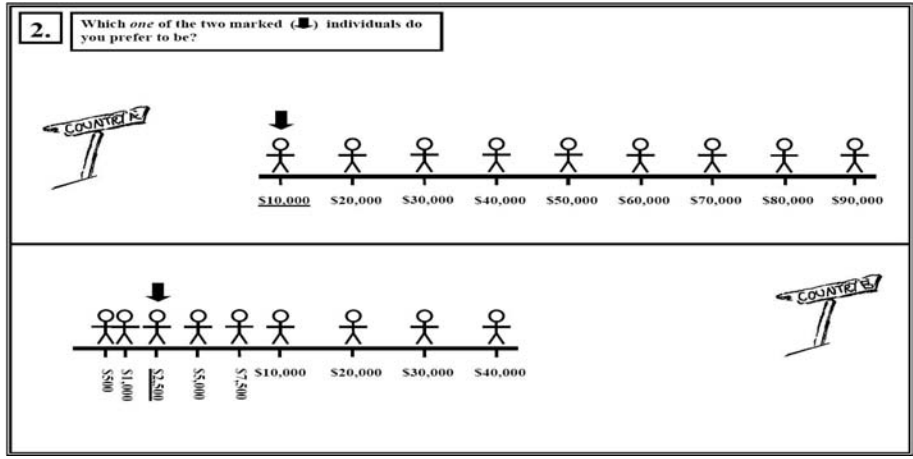 2.
Which one of the two marked (⬇) individuals do
you prefer to be?
COUNTRY A
$10,000 $20,000 $30,000 $40,000 $50,000 $60,000 $70,000 $80,000 $90,000
COUNTRY B
$500 $1,000 $2,500 $5,000 $7,500 $10,000 $20,000 $30,000 $40,000